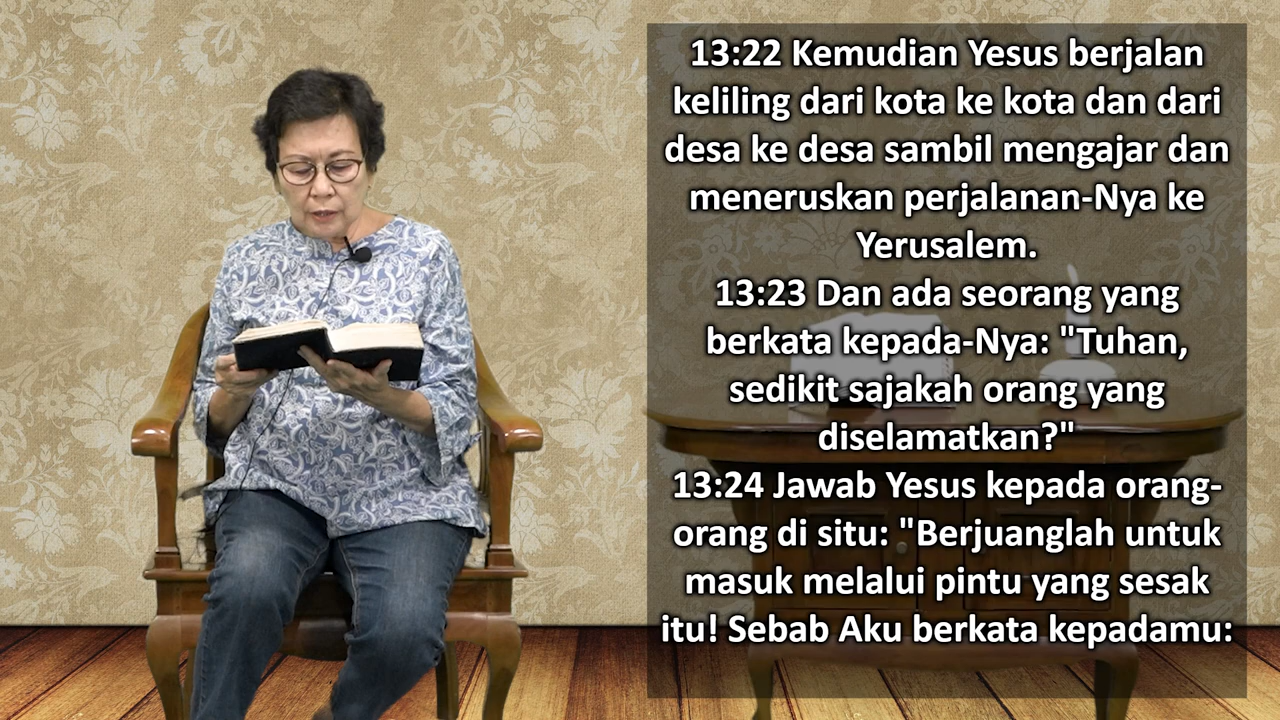 13:22 Kemudian Yesus berjalan
keliling dari kota ke kota dan dari
desa ke desa sambil mengajar dan
meneruskan perjalanan-Nya ke
Yerusalem.
13:23 Dan ada seorang yang
berkata kepada-Nya: "Tuhan,
sedikit sajakah orang yang
diselamatkan?"
13:24 Jawab Yesus kepada orang-
orang di situ: "Berjuanglah untuk
masuk melalui pintu yang sesak
itu! Sebab Aku berkata kepadamu: